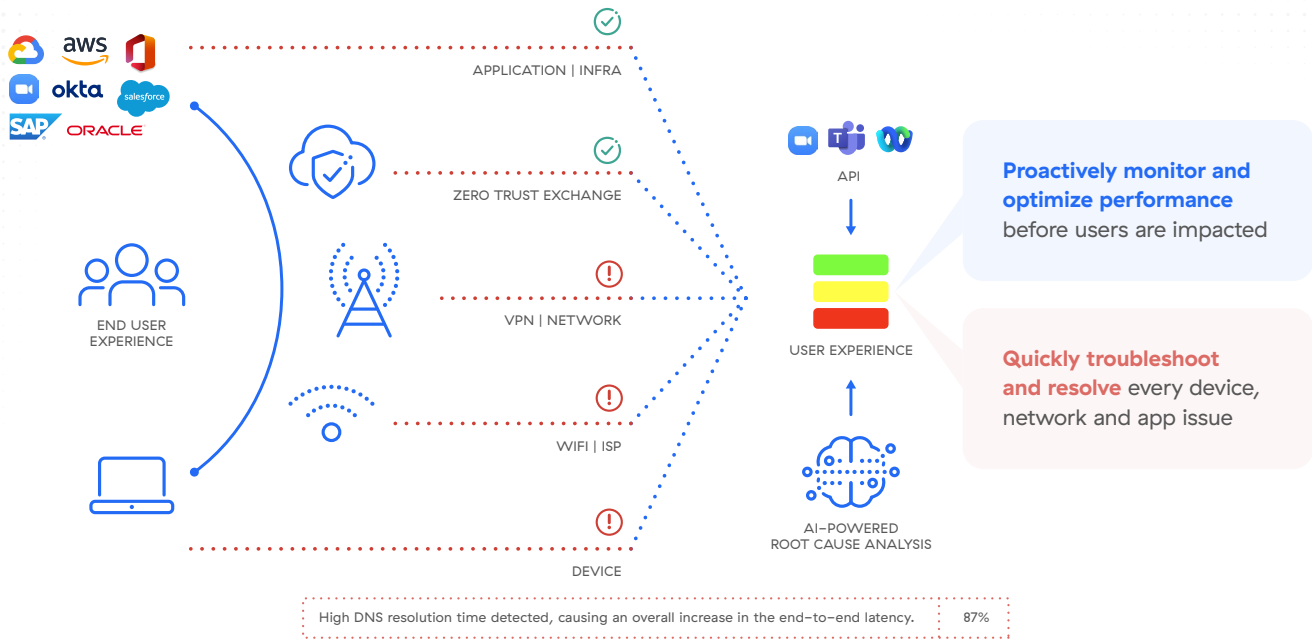 aws
okta
salesforce
SAP
ORACLE
APPLICATION | INFRA
ZERO TRUST EXCHANGE
END USER
EXPERIENCE
VPN | NETWORK
WIFI | ISP
DEVICE
T
API
USER EXPERIENCE
AI-POWERED
ROOT CAUSE ANALYSIS
Proactively monitor and
optimize performance
before users are impacted
Quickly troubleshoot
and resolve every device,
network and app issue
High DNS resolution time detected, causing an overall increase in the end-to-end latency. 87%